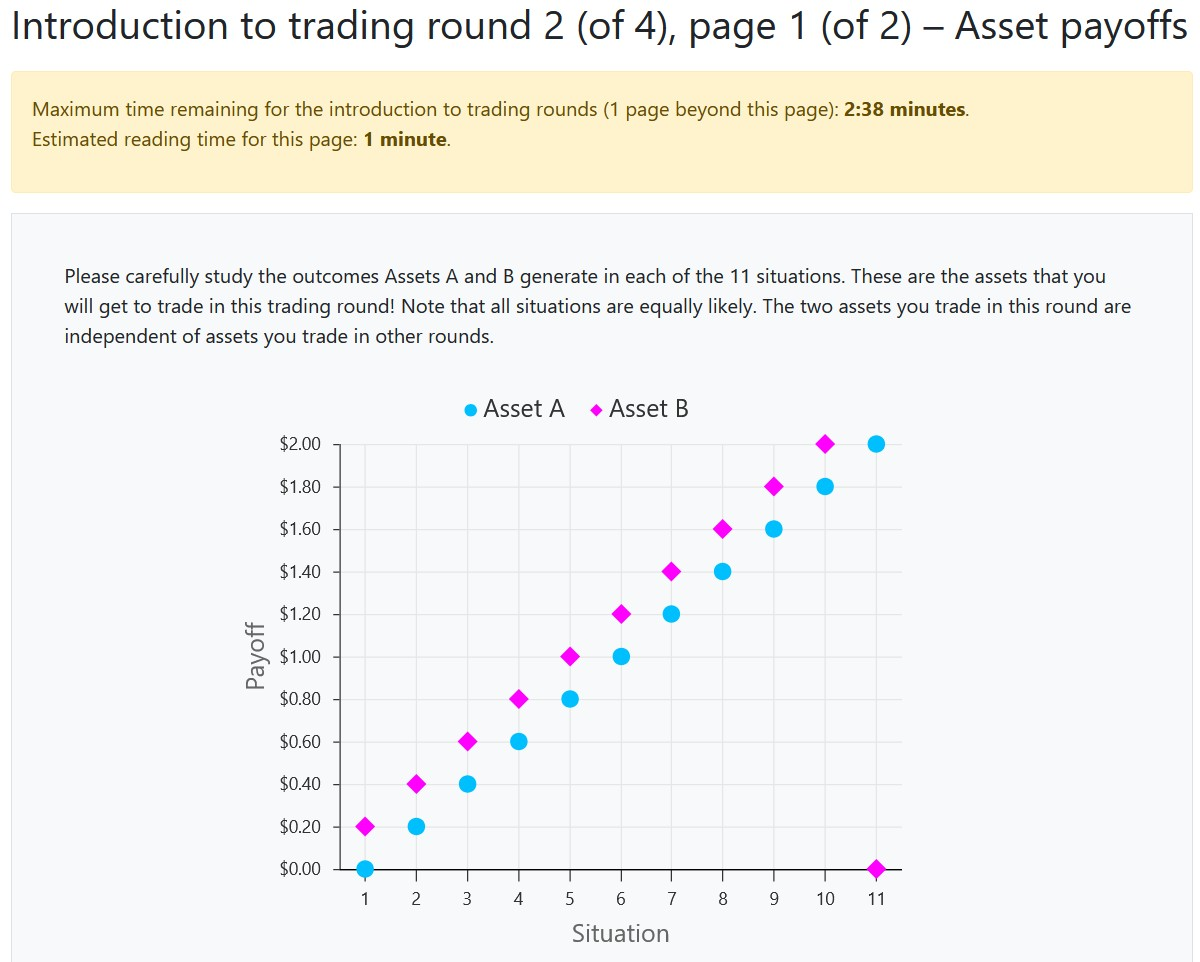 Introduction to trading round 2 (of 4), page 1 (of 2) – Asset payoffs
Maximum time remaining for the introduction to trading rounds (1 page beyond this page): 2:38 minutes.
Estimated reading time for this page: 1 minute.
Please carefully study the outcomes Assets A and B generate in each of the 11 situations. These are the assets that you
will get to trade in this trading round! Note that all situations are equally likely. The two assets you trade in this round are
independent of assets you trade in other rounds.
Asset A Asset B
$2.00
$1.80
$1.60
$1.40
$1.20
$1.00
$0.80
$0.60
$0.40
$0.20
$0.00
Payoff
1 2 3 4 5 6 7 8 9 10 11
Situation